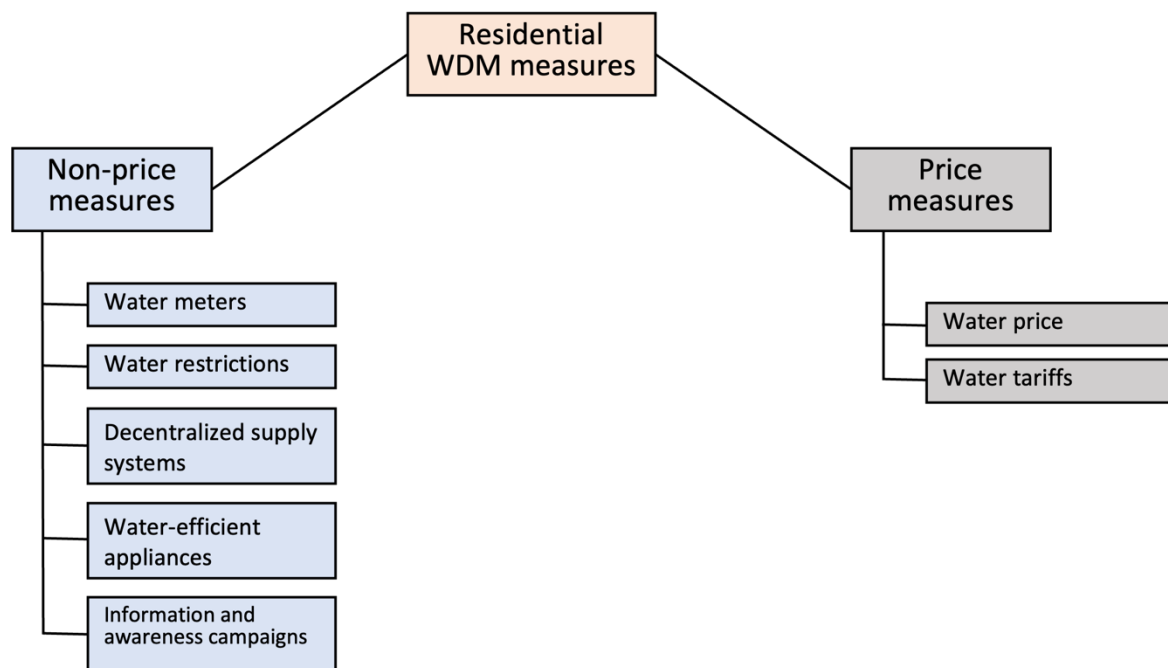 Residential
WDM measures
Non-price
measures
Price
measures
Water meters
Water restrictions
Decentralized supply
systems
Water-efficient
appliances
Information and
awareness campaigns
Water price
Water tariffs